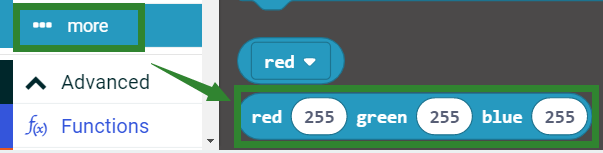 ••• more
Advanced
f(x) Functions
red
red 255 green 255 blue 255